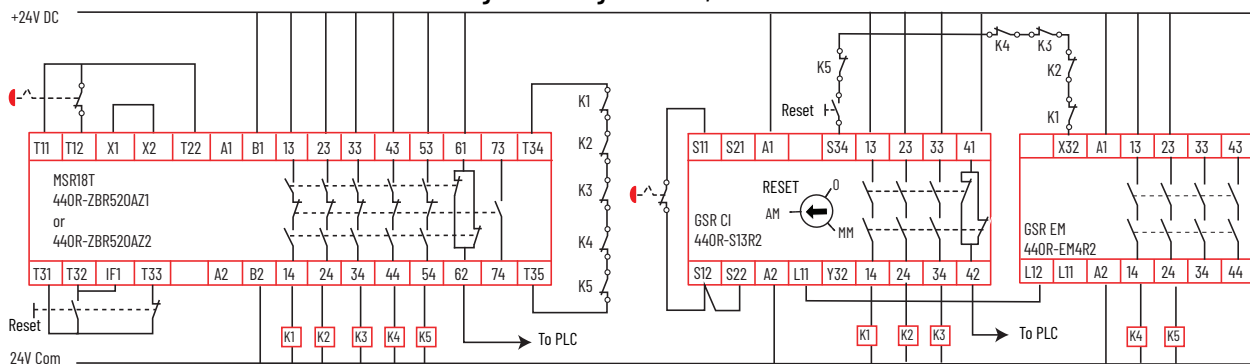 +24V DC
K4 K3
K5
K2
K1
Reset
K1
K2
K3
K4
K5
T11 T12 X1 X2 T22 A1 B1 13 23 33 43 53 61 73 T34
MSR18T
440R-ZBR520AZ1
or
440R-ZBR520AZ2
T31 T32 IF1 T33 A2 B2 14 24 34 44 54 62 74 T35
Reset
K1 K2 K3 K4 K5
To PLC
S11 S21 A1 S34 13 23 33 41
RESET
O
AM
MM
GSR CI
440R-S13R2
S12 S22 A2 L11 Y32 14 24 34 42
K1 K2 K3
To PLC
X32 A1 13 23 33 43
GSR EM
440R-EM4R2
L12 L11 A2 14 24 34 44
K4 K5
24V Com